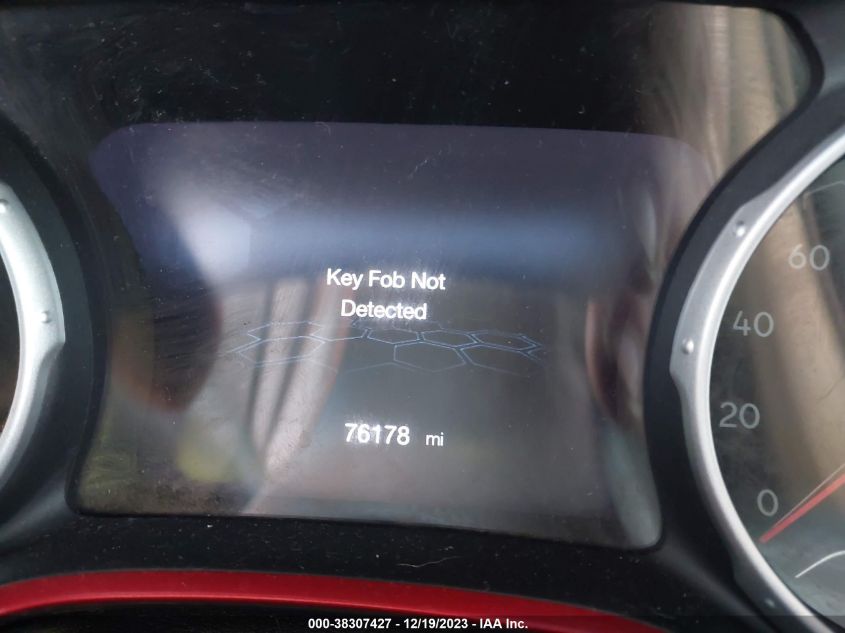 Key Fob Not
Detected
76178 mi
60
40
20
0
000-38307427 - 12/19/2023 - IAA Inc.